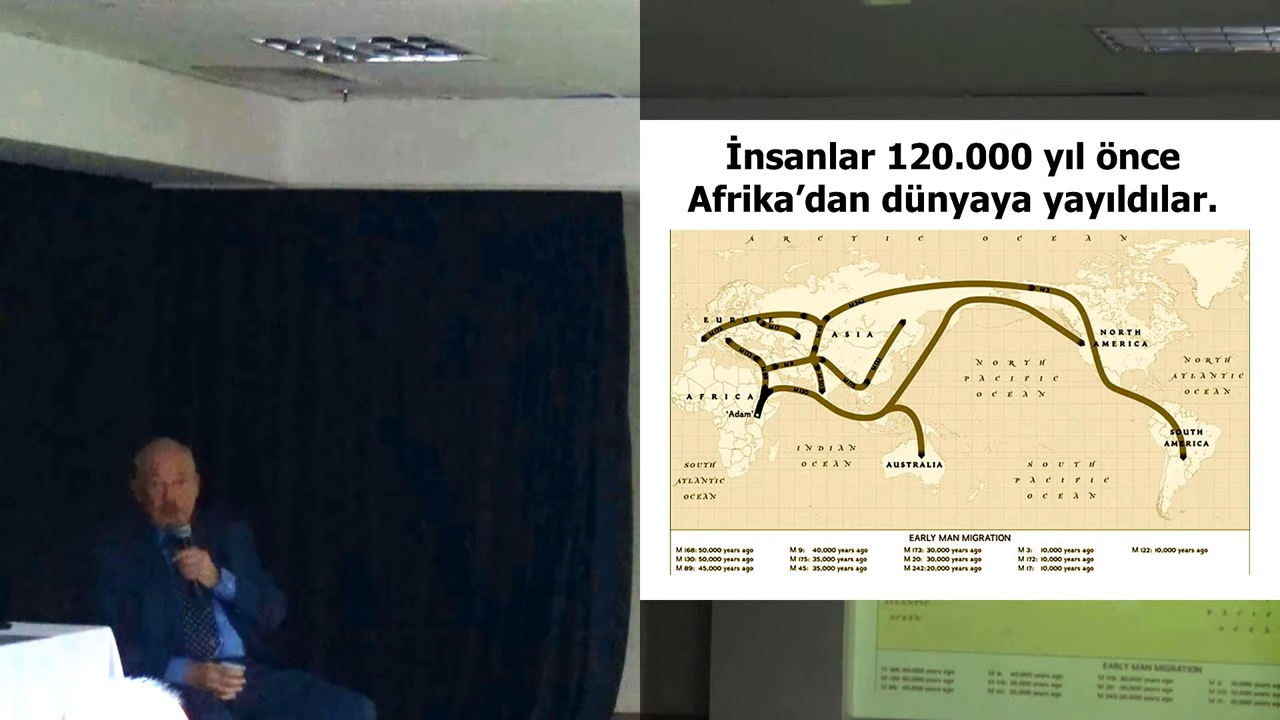 İnsanlar 120.000 yıl önce
Afrika’dan dünyaya yayıldılar.
ARCTIC OCEAN
EUROPE
ASIA
NORTH
AMERICA
NORTH
PACIFIC
OCEAN
NORTH
ATLANTIC
OCEAN
AFRICA
'Adam'
INDIAN
OCEAN
SOUTH
AMERICA
AUSTRALIA
SOUTH
ATLANTIC
OCEAN
SOUTH
PACIFIC
OCEAN
EARLY MAN MIGRATION
M 168: 50,000 years ago M 9: 40,000 years ago M 173: 30,000 years ago M 3: 10,000 years ago M 122: 10,000 years ago
M 130: 50,000 years ago M 175: 35,000 years ago M 20: 30,000 years ago M 172: 10,000 years ago
M 89: 45,000 years ago M 45: 35,000 years ago M 242: 20,000 years ago M 17: 10,000 years ago
OCEAN
EARLY MAN MIGRATION